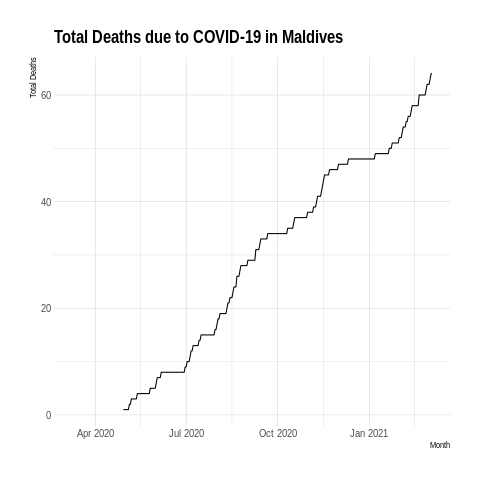 Total Deaths due to COVID-19 in Maldives
Total Deaths
60
40
20
0
Apr 2020
Jul 2020
Oct 2020
Jan 2021
Month